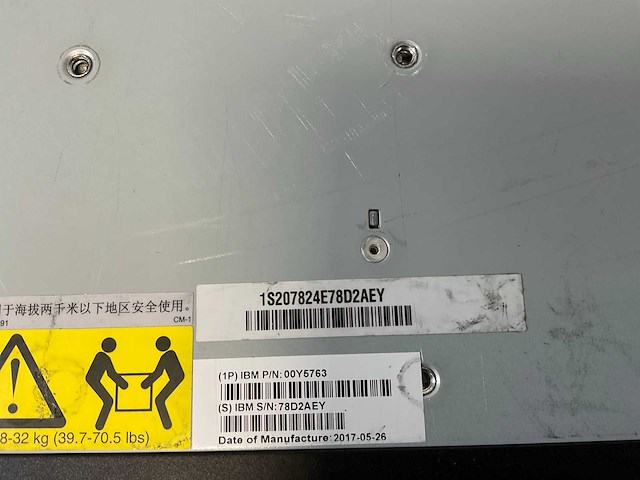 于海拔两千米以下地区安全使用。
91
CM-1
8-32 kg (39.7-70.5 lbs)
1S207824E78D2AEY
(1P) IBM P/N: 00Y5763
(S) IBM S/N: 78D2AEY
Date of Manufacture: 2017-05-26